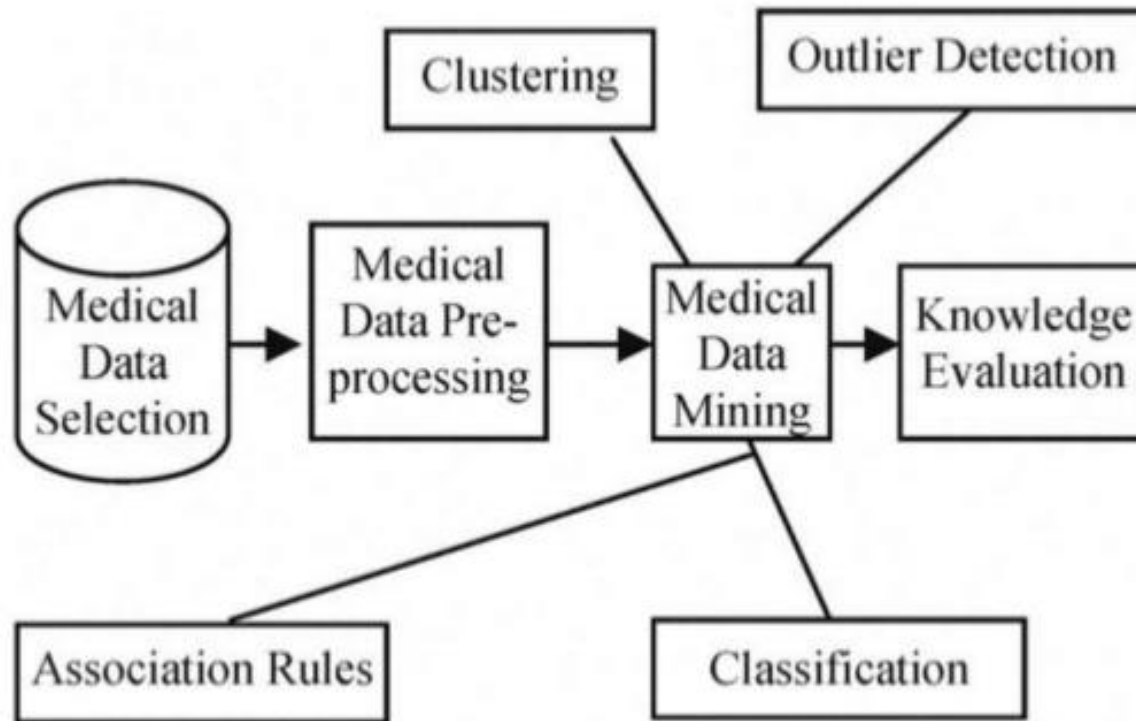 Clustering
Outlier Detection
Medical
Data
Selection
Medical
Data Pre-
processing
Medical
Data
Mining
Knowledge
Evaluation
Association Rules
Classification